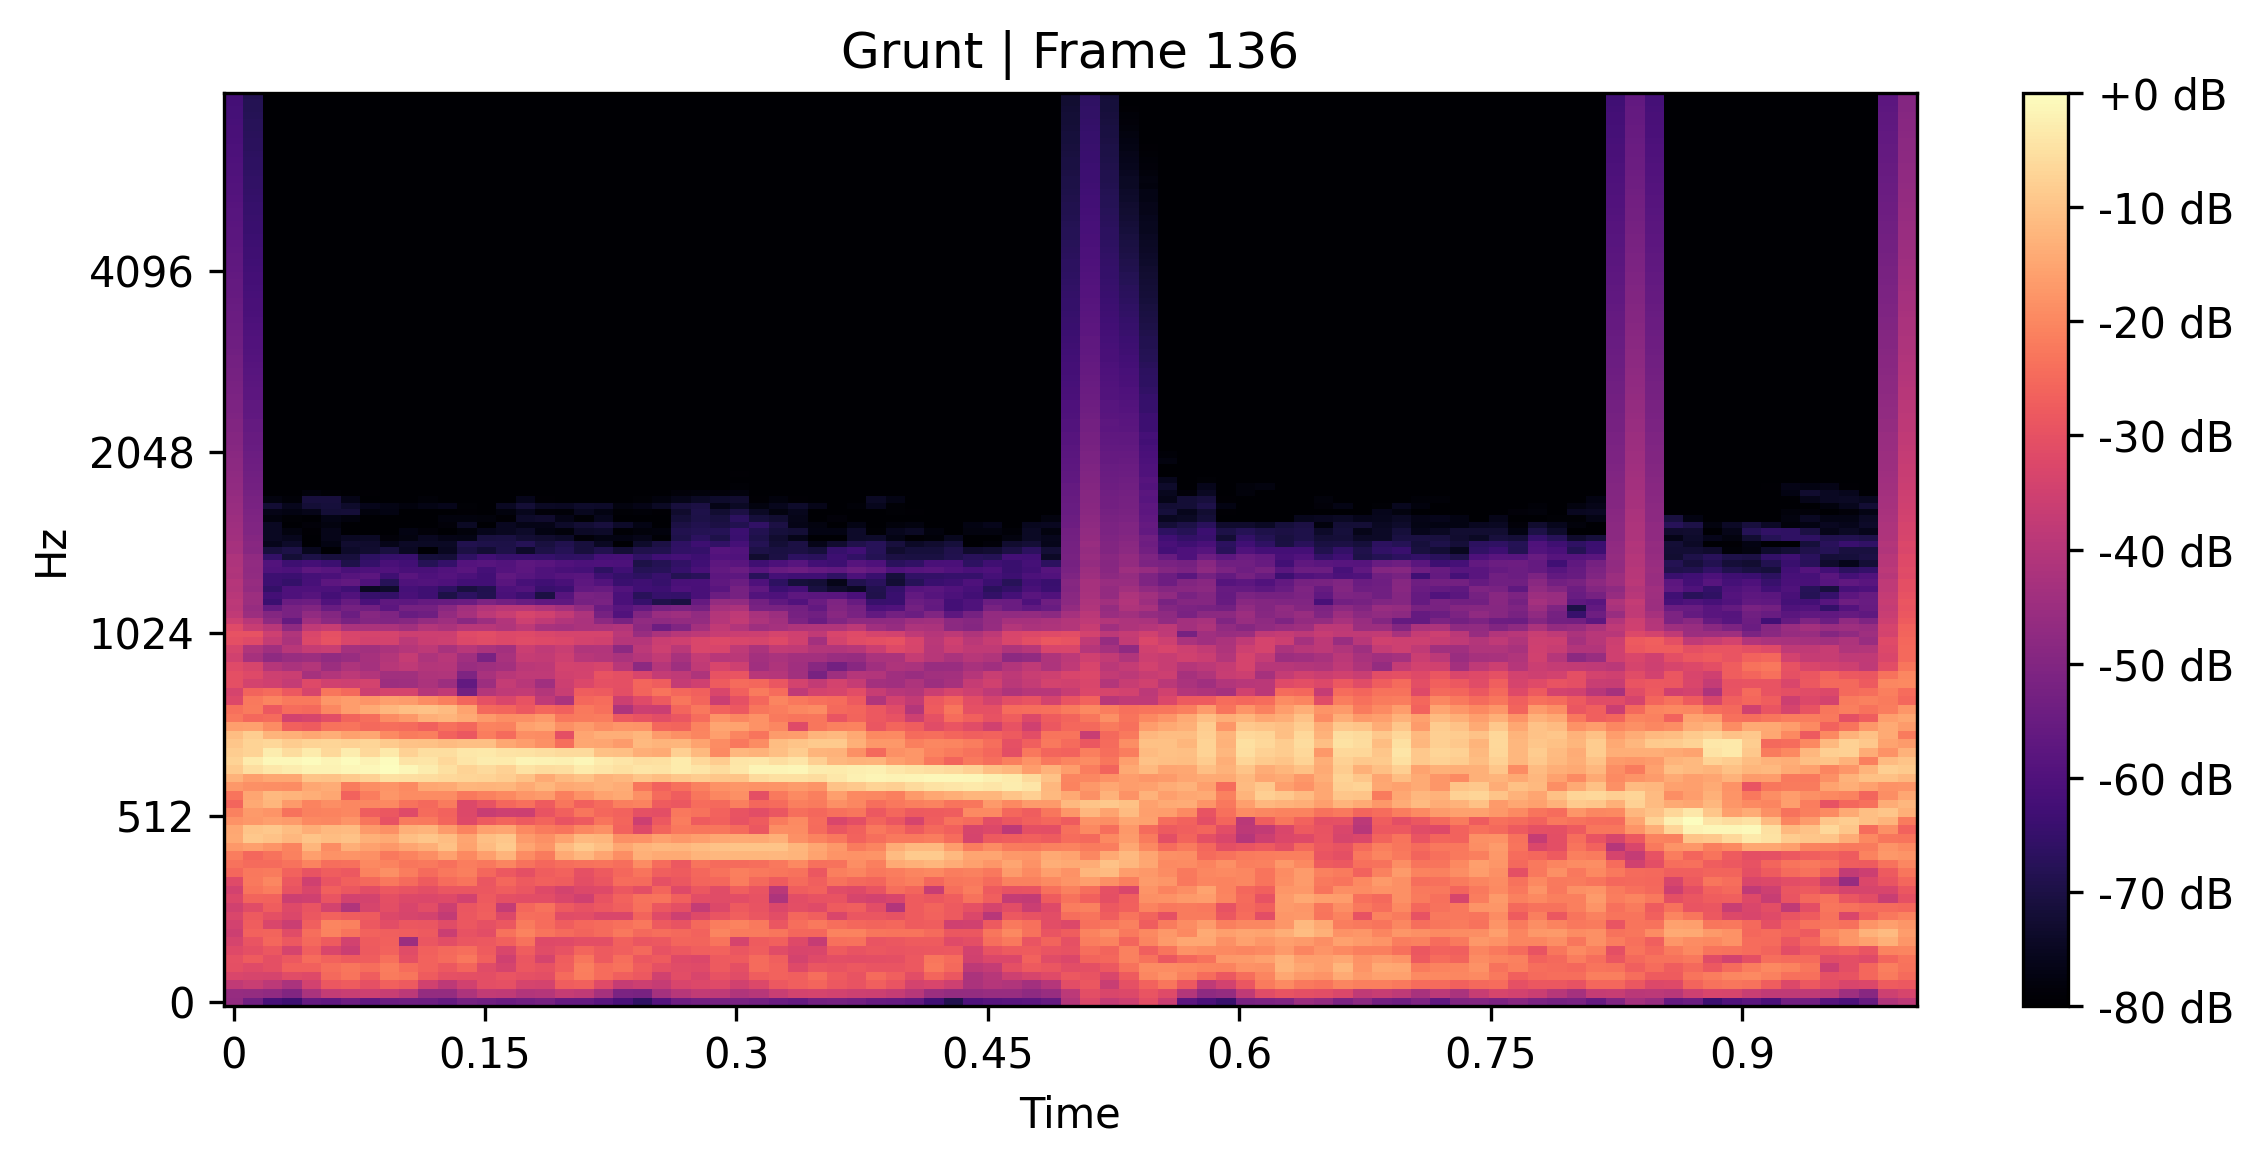 Grunt | Frame 136
+0 dB
-10 dB
-20 dB
-30 dB
-40 dB
-50 dB
-60 dB
-70 dB
-80 dB
Hz
4096
2048
1024
512
0
0 0.15 0.3 0.45 0.6 0.75 0.9
Time